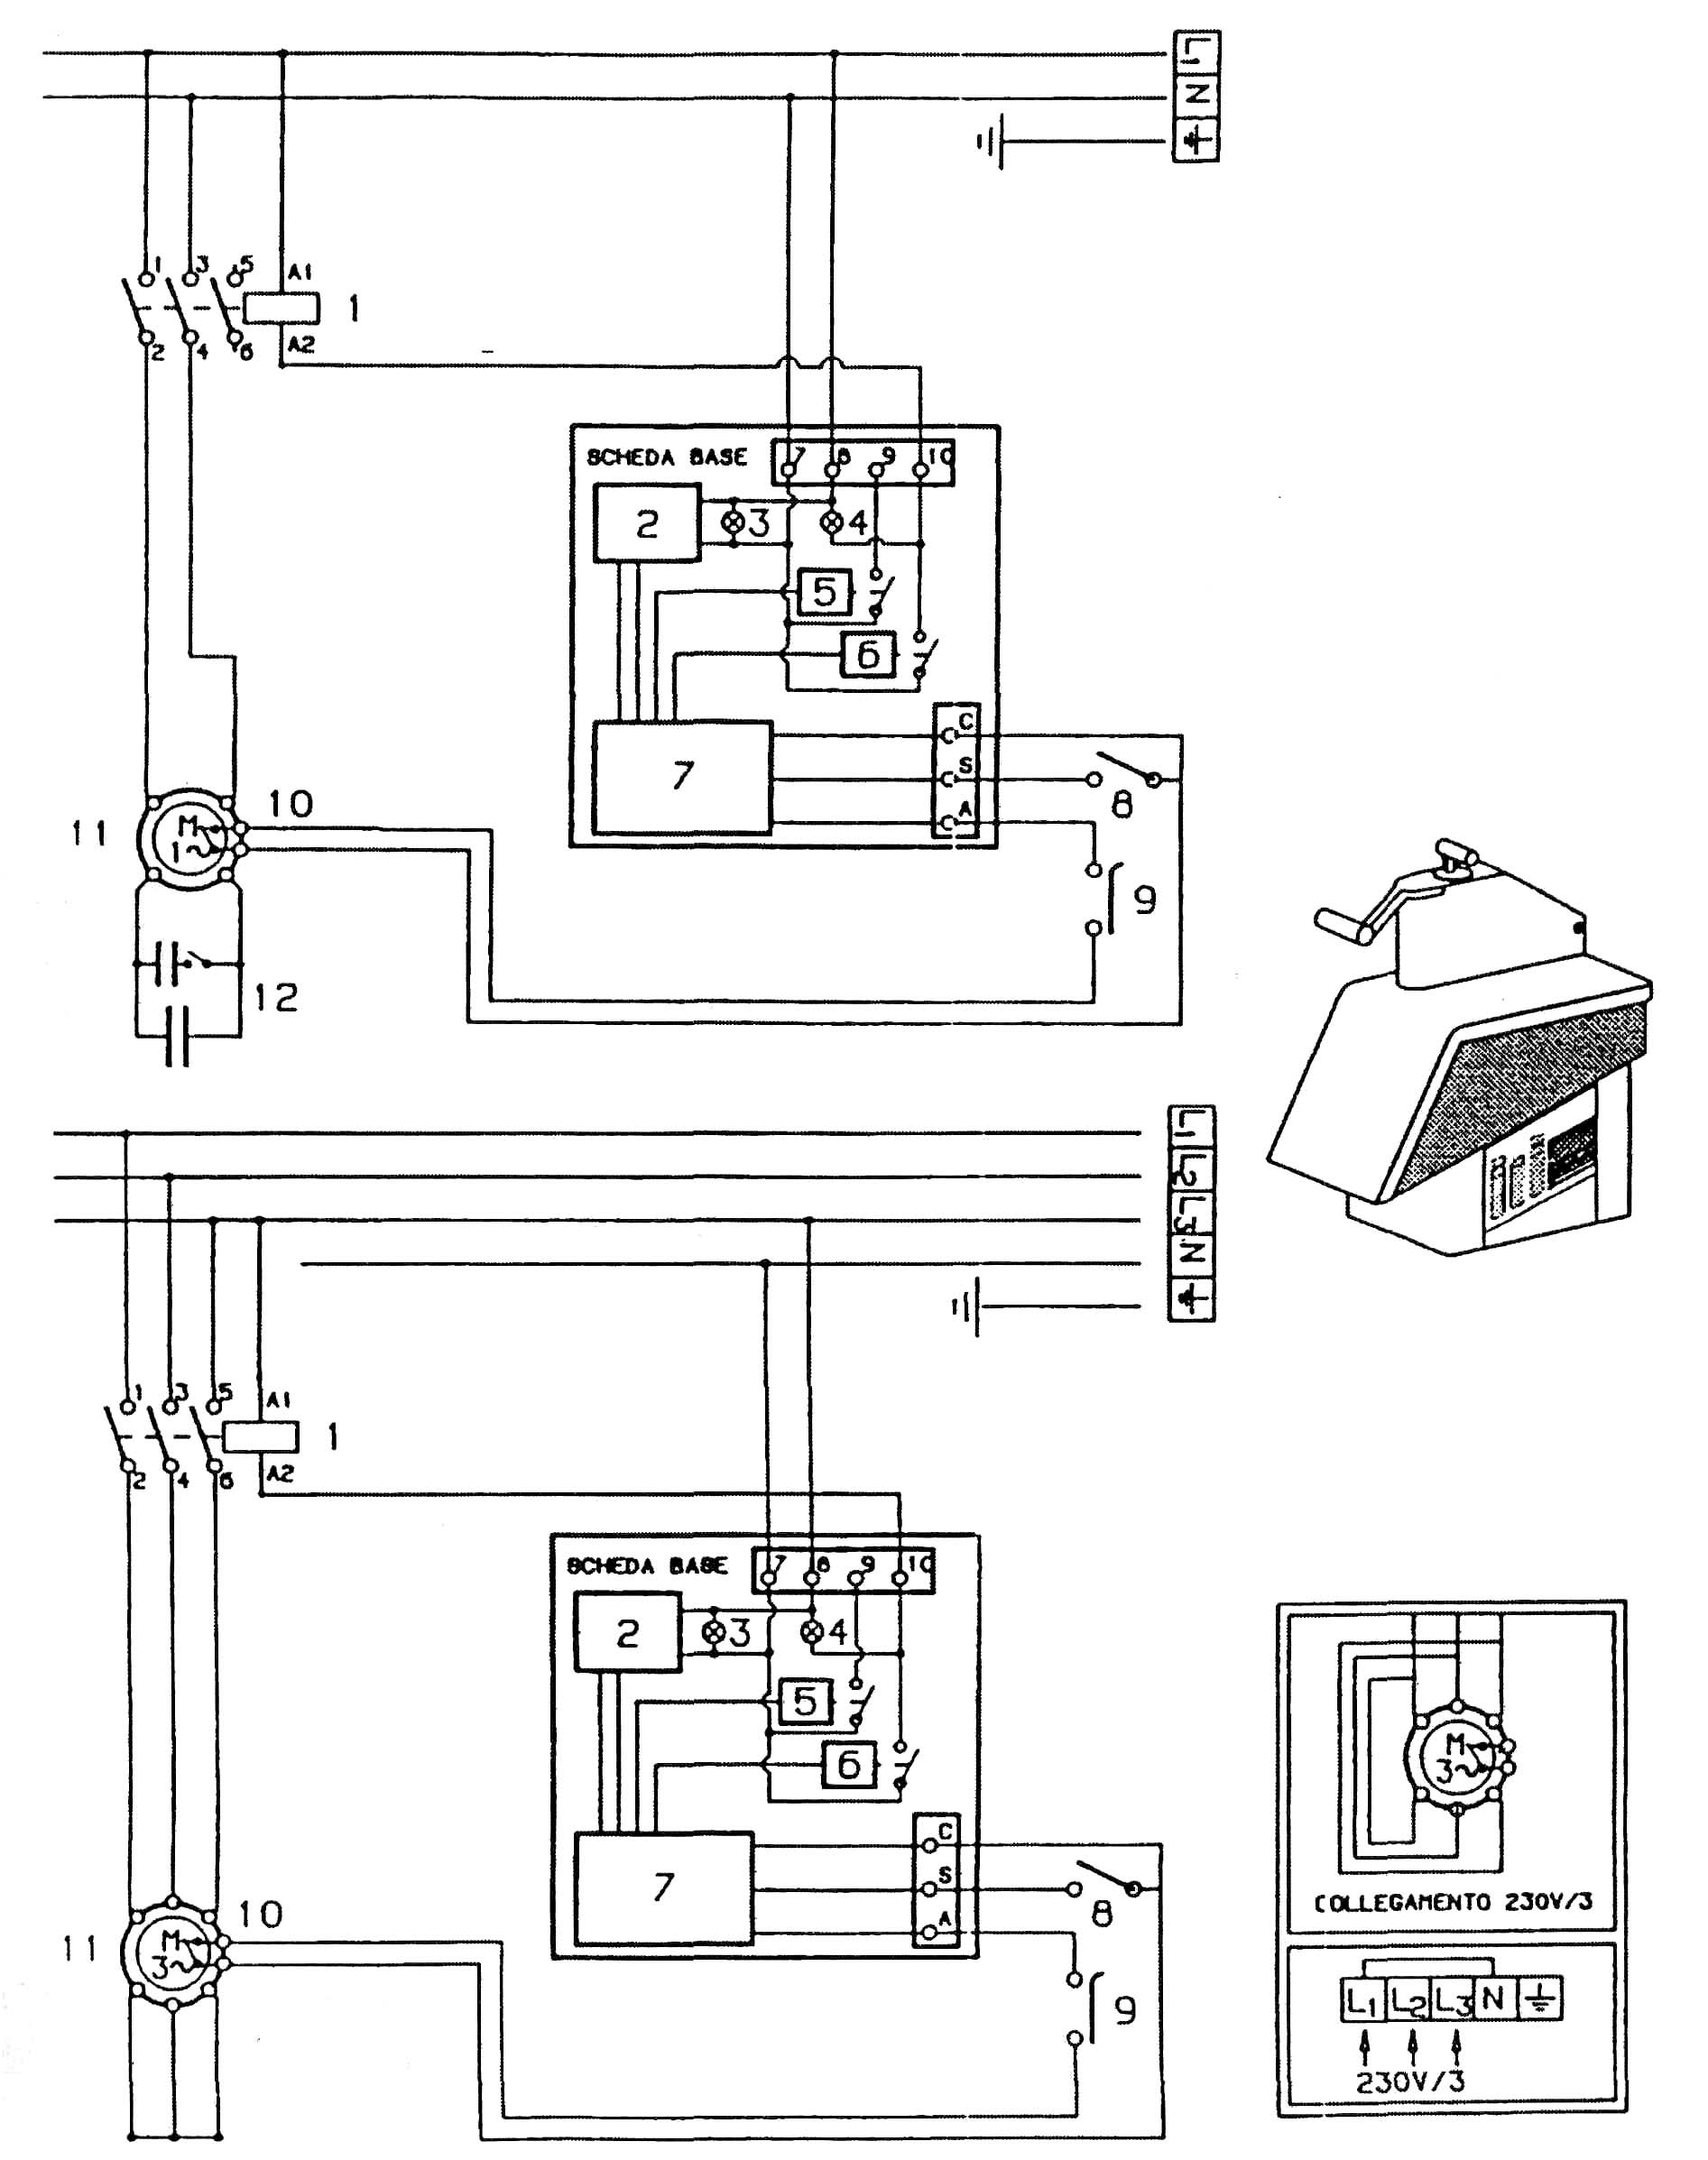 L1
N
1 3 5 A1
1
2 4 6 A2
SCHEDA BASE
7 8 9 10
2 3 4
5
6
C
7 S
8
A
10
11 M
1~
9
12
L1
L2
L3
N
1 3 5 A1
1
2 4 6 A2
SCHEDA BASE
7 8 9 10
2 3 4
5
6
C
7 S
8
A
10
11 M
3~
9
M
3~
COLLEGAMENTO 230V/3
L1 L2 L3 N
230V/3